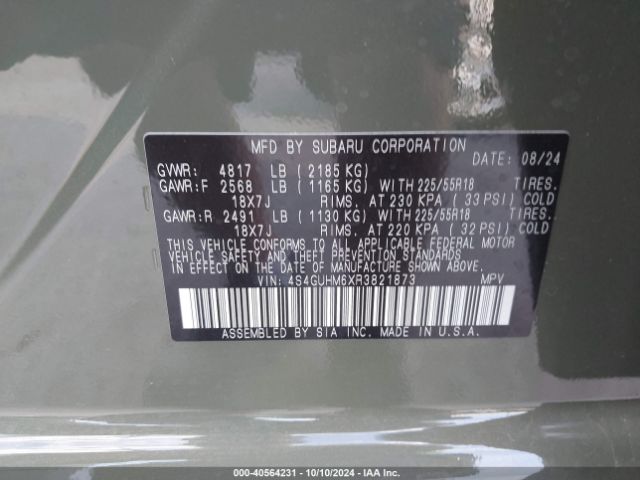 MFD BY SUBARU CORPORATION
DATE: 08/24
GVWR: 4817 LB (2185 KG)
GAWR:F 2568 LB (1165 KG) WITH 225/55R18 TIRES.
18X7J RIMS. AT 230 KPA (33 PSI) COLD
GAWR:R 2491 LB (1130 KG) WITH 225/55R18 TIRES.
18X7J RIMS. AT 220 KPA (32 PSI) COLD
THIS VEHICLE CONFORMS TO ALL APPLICABLE FEDERAL MOTOR
VEHICLE SAFETY AND THEFT PREVENTION STANDARDS
IN EFFECT ON THE DATE OF MANUFACTURE SHOWN ABOVE.
VIN: 4S4GUHM6XR3821873 MPV
ASSEMBLED BY SIA INC. MADE IN U.S.A.
000-40564231 - 10/10/2024 - IAA Inc.